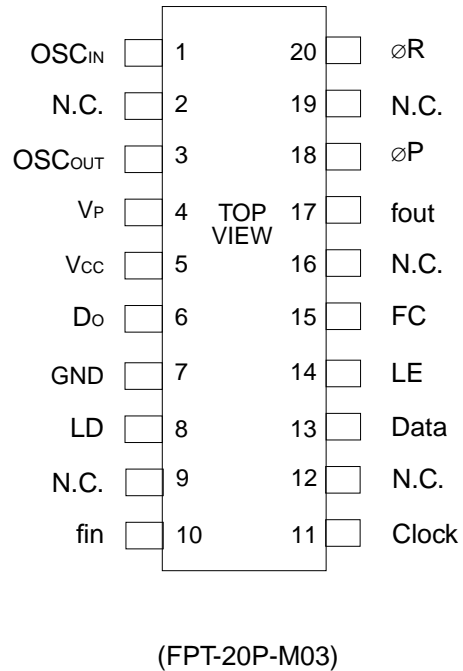 OSCIN 1 20 ⌀R
N.C. 2 19 N.C.
OSCOUT 3 18 ⌀P
VP 4 TOP VIEW 17 fout
VCC 5 16 N.C.
DO 6 15 FC
GND 7 14 LE
LD 8 13 Data
N.C. 9 12 N.C.
fin 10 11 Clock
(FPT-20P-M03)